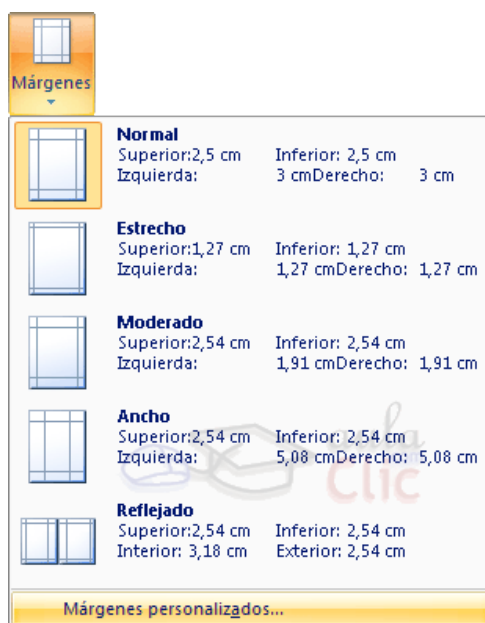 Márgenes
Normal
Superior:2,5 cm Inferior: 2,5 cm
Izquierda: 3 cmDerecho: 3 cm
Estrecho
Superior:1,27 cm Inferior: 1,27 cm
Izquierda: 1,27 cmDerecho: 1,27 cm
Moderado
Superior:2,54 cm Inferior: 2,54 cm
Izquierda: 1,91 cmDerecho: 1,91 cm
Ancho
Superior:2,54 cm Inferior: 2,54 cm
Izquierda: 5,08 cmDerecho: 5,08 cm
aula
Clic
Reflejado
Superior:2,54 cm Inferior: 2,54 cm
Interior: 3,18 cm Exterior: 2,54 cm
Márgenes personalizados...